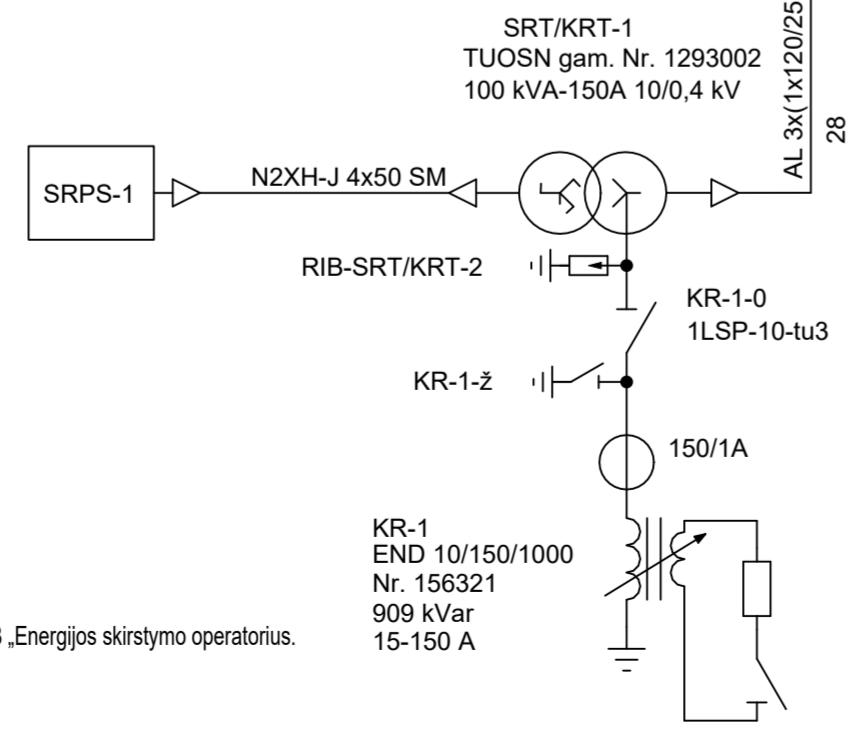 SRT/KRT-1
TUOSN gam. Nr. 1293002
100 kVA-150A 10/0,4 kV
AL 3x(1x120/25
28
SRPS-1
N2XH-J 4x50 SM
RIB-SRT/KRT-2
KR-1-0
1LSP-10-tu3
KR-1-ž
150/1A
KR-1
END 10/150/1000
Nr. 156321
909 kVar
15-150 A
„Energijos skirstymo operatorius.